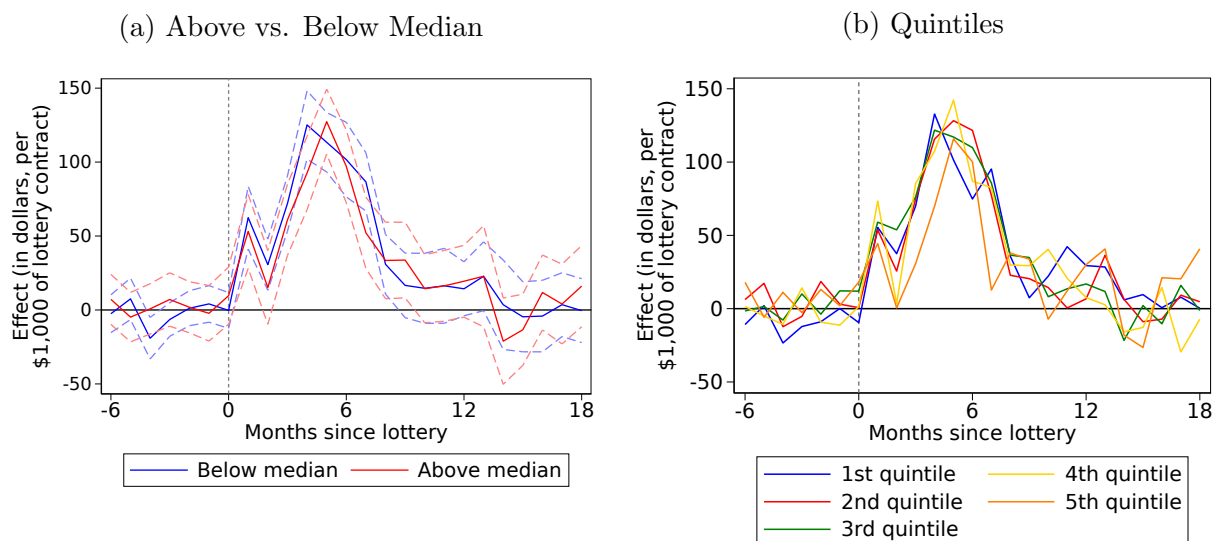 (a) Above vs. Below Median
Effect (in dollars, per
$1,000 of lottery contract)
150
100
50
0
-50
-6
0
6
12
18
Months since lottery
Below median
Above median
(b) Quintiles
Effect (in dollars, per
$1,000 of lottery contract)
150
100
50
0
-50
-6
0
6
12
18
Months since lottery
1st quintile
4th quintile
2nd quintile
5th quintile
3rd quintile